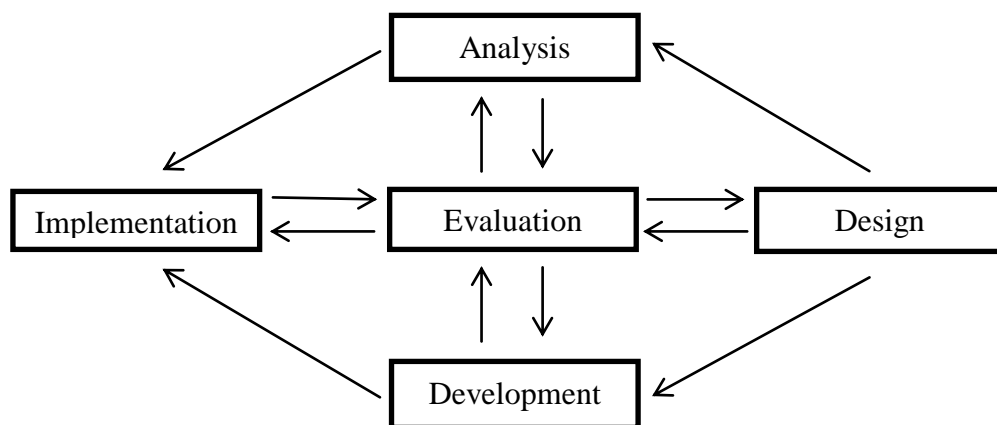 Analysis
Implementation
Evaluation
Design
Development